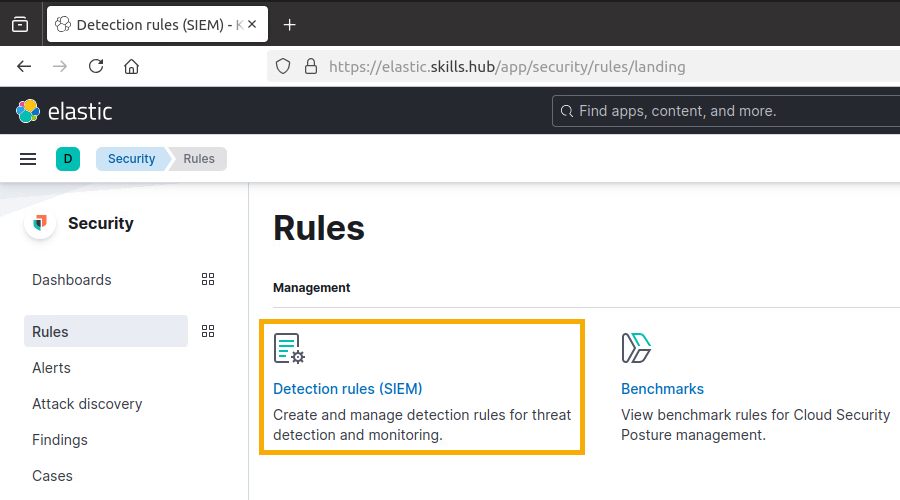 Detection rules (SIEM) - K
https://elastic.skills.hub/app/security/rules/landing
elastic
Find apps, content, and more.
D
Security
Rules
Security
Dashboards
Rules
Alerts
Attack discovery
Findings
Cases
Rules
Management
Detection rules (SIEM)
Create and manage detection rules for threat
detection and monitoring.
Benchmarks
View benchmark rules for Cloud Security
Posture management.